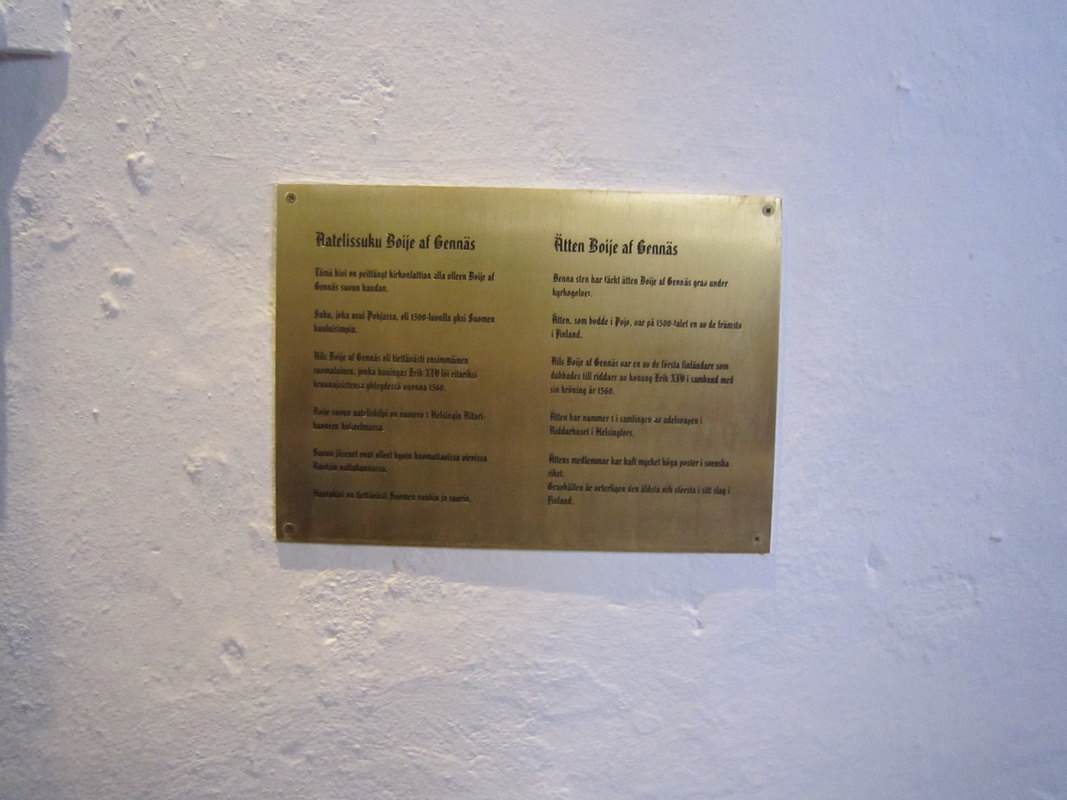 Aatelissuku Boije af Gennäs
Tämä kivi on peittänyt kirkonlattian alla olleen Boije af
Gennäs suvun haudan.
Suku, joka asui Pohjassa, oli 1500-luvulla yksi Suomen
kuuluisimpia.
Nils Boije af Gennäs oli tiettävästi ensimmäinen
suomalainen, jonka kuningas Erik XIV löi ritariksi
kruunajaistensa yhteydessä vuonna 1560.
Boije suvun aateliskilpi on numero 1 Helsingin Ritari-
huoneen kokoelmassa.
Suvun jäsenet ovat olleet hyvin huomattavissa viroissa
Ruotsin valtakunnassa.
Hautakivi on tiettävästi Suomen vanhin ja suurin.
Ätten Boije af Gennäs
Denna sten har täckt ätten Boije af Gennäs grav under
kyrkogolvet.
Ätten, som bodde i Pojo, var på 1500-talet en av de främsta
i Finland.
Nils Boije af Gennäs var en av de första finländare som
dubbades till riddare av konung Erik XIV i samband med
sin kröning år 1560.
Ätten har nummer 1 i samlingen av adelsvapen i
Riddarhuset i Helsingfors.
Ättens medlemmar har haft mycket höga poster i svenska
riket.
Gravhällen är veterligen den äldsta och största i sitt slag i
Finland.